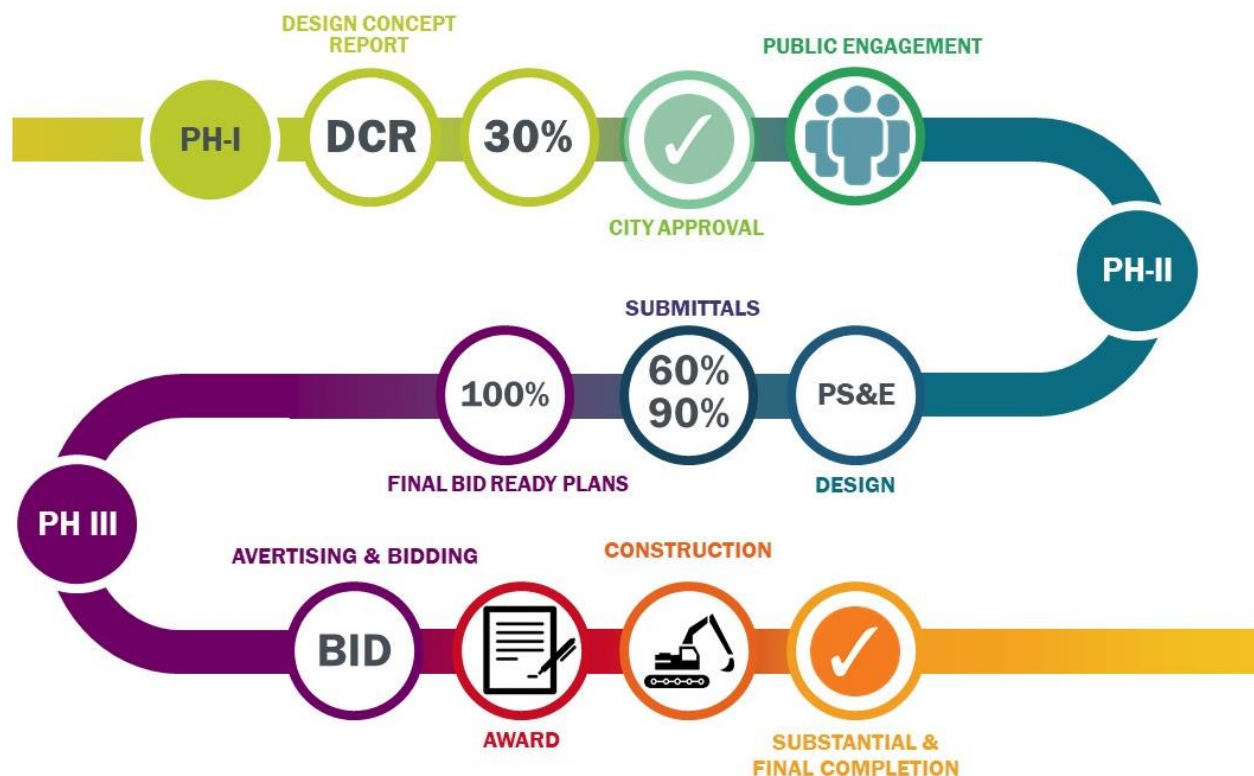 DESIGN CONCEPT
REPORT
PUBLIC ENGAGEMENT
PH-I
DCR
30%
CITY APPROVAL
PH-II
SUBMITTALS
PS&E
60%
90%
100%
DESIGN
FINAL BID READY PLANS
PH III
AVERTISING & BIDDING
CONSTRUCTION
BID
AWARD
SUBSTANTIAL &
FINAL COMPLETION